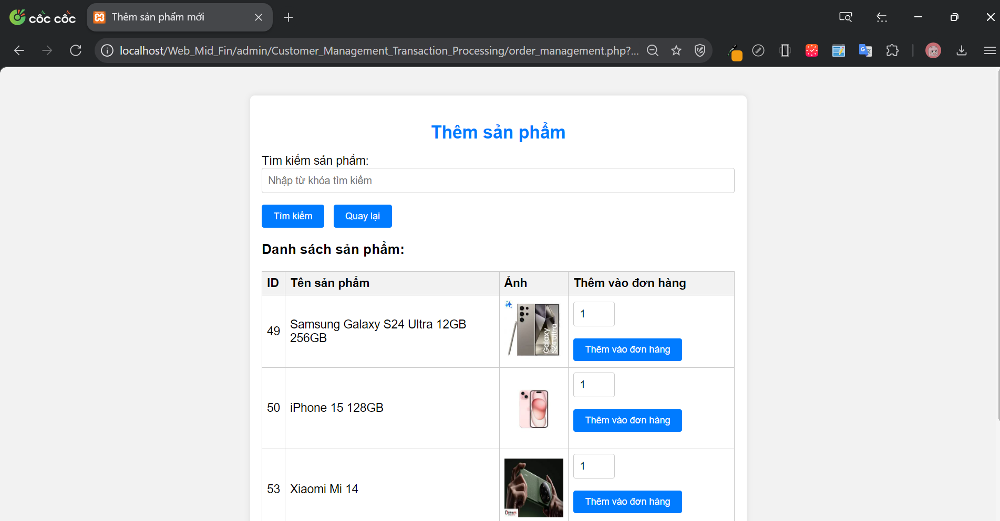 cốc cốc
Thêm sản phẩm mới
localhost/Web_Mid_Fin/admin/Customer_Management_Transaction_Processing/order_management.php?...
Thêm sản phẩm
Tìm kiếm sản phẩm:
Nhập từ khóa tìm kiếm
Tìm kiếm
Quay lại
Danh sách sản phẩm:
ID
Tên sản phẩm
Ảnh
Thêm vào đơn hàng
49
Samsung Galaxy S24 Ultra 12GB
256GB
Galaxy
S24 Ultra
1
Thêm vào đơn hàng
50
iPhone 15 128GB
1
Thêm vào đơn hàng
53
Xiaomi Mi 14
1
Thêm vào đơn hàng